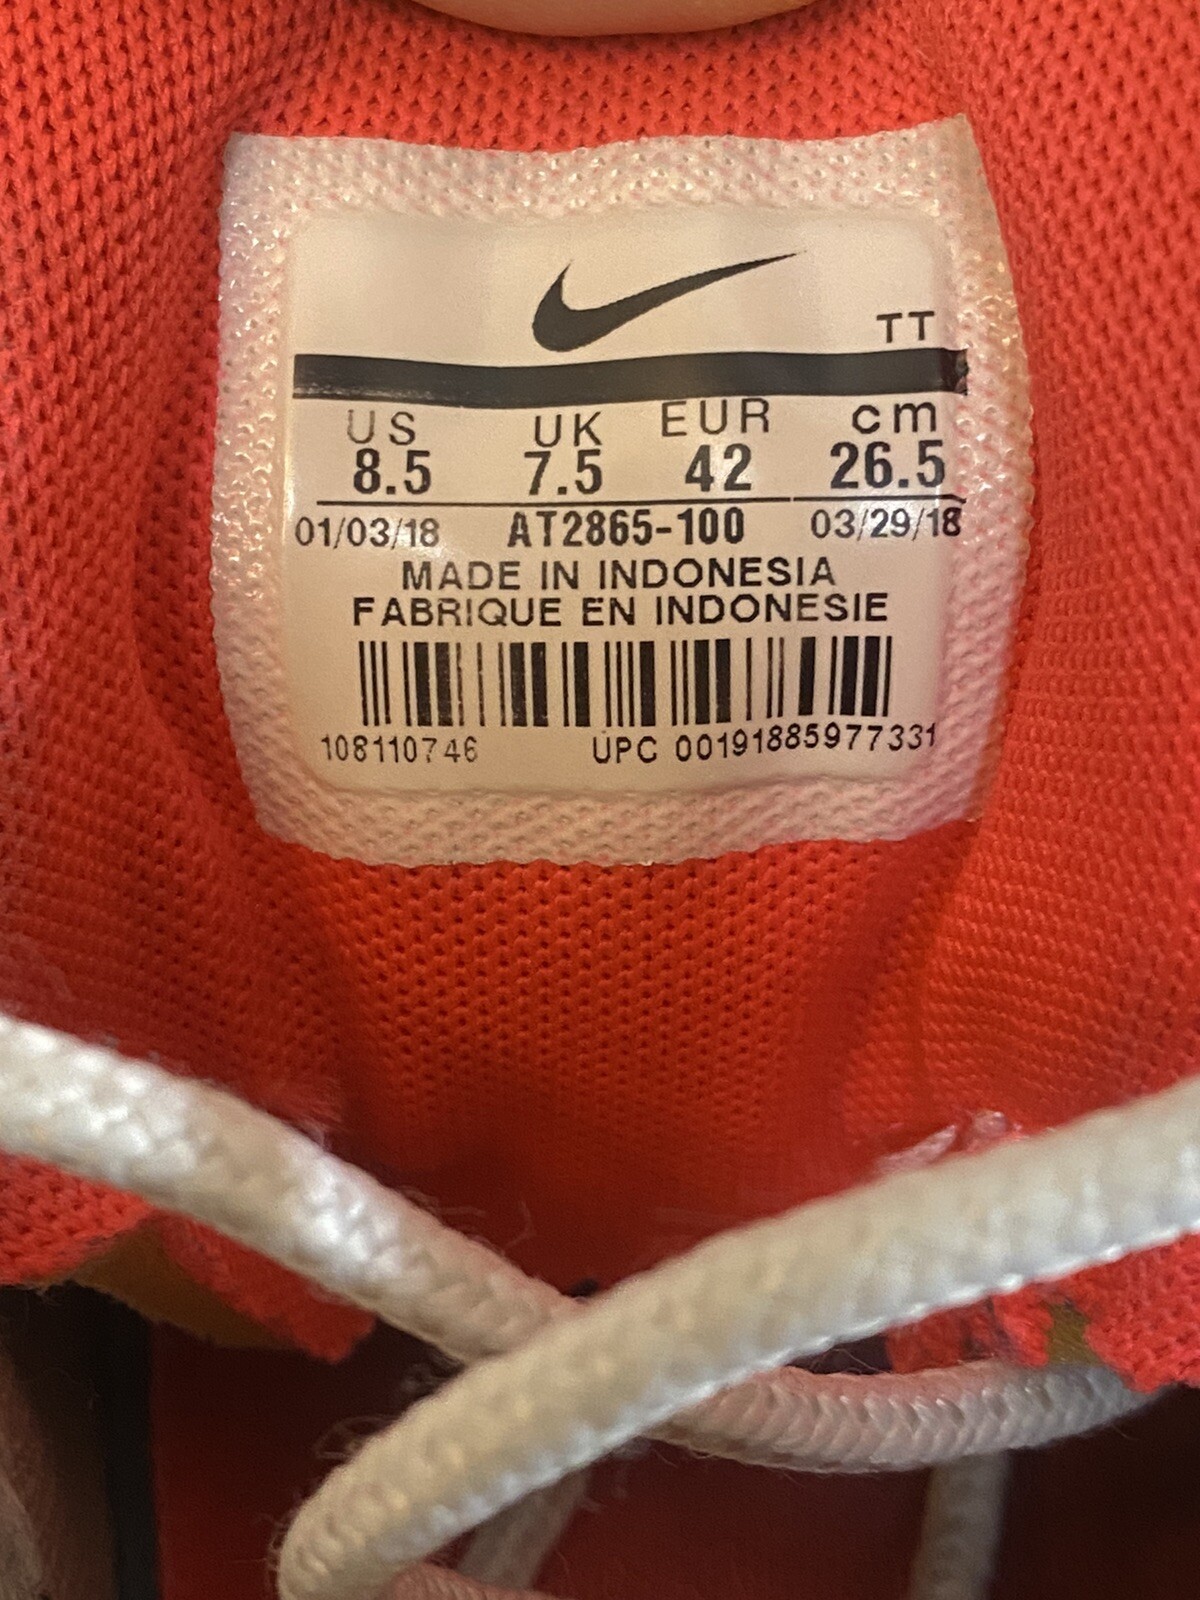 TT
US UK EUR cm
8.5 7.5 42 26.5
01/03/18 AT2865-100 03/29/18
MADE IN INDONESIA
FABRIQUE EN INDONESIE
108110746 UPC 00191885977331